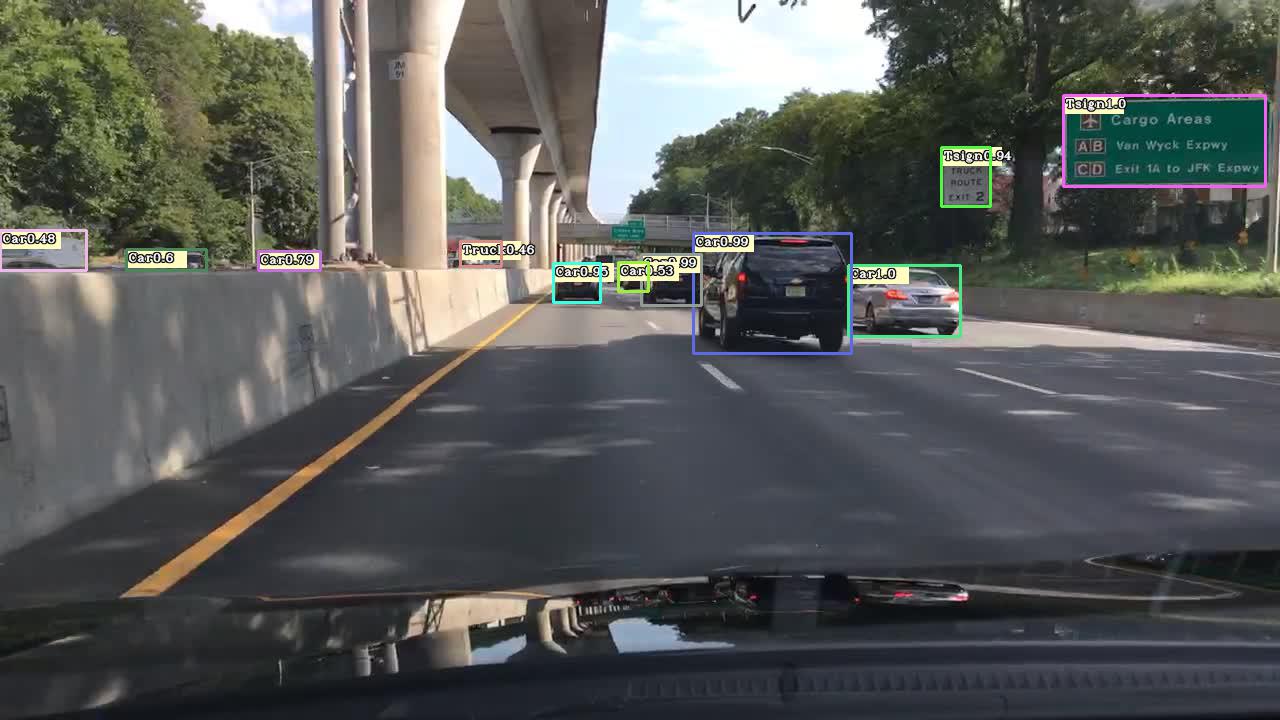 JM
91
Tsign1.0
Cargo Areas
AB Van Wyck Expwy
CD Exit 1A to JFK Expwy
Tsign0.94
TRUCK
ROUTE
EXIT 2
Car0.48
Car0.6
Car0.79
Truck0.46
Car0.95
Car0.53
Car0.99
Car0.99
Car1.0